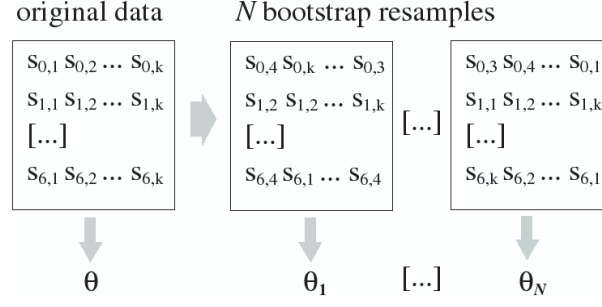 original data
N bootstrap resamples
s0,1 s0,2 ... s0,k
s1,1 s1,2 ... s1,k
[...]
s6,1 s6,2 ... s6,k
s0,4 s0,k ... s0,3
s1,2 s1,2 ... s1,k
[...]
s6,4 s6,1 ... s6,4
[...]
s0,3 s0,4 ... s0,1
s1,1 s1,2 ... s1,k
[...]
s6,k s6,2 ... s6,1
θ
θ1
[...]
θN